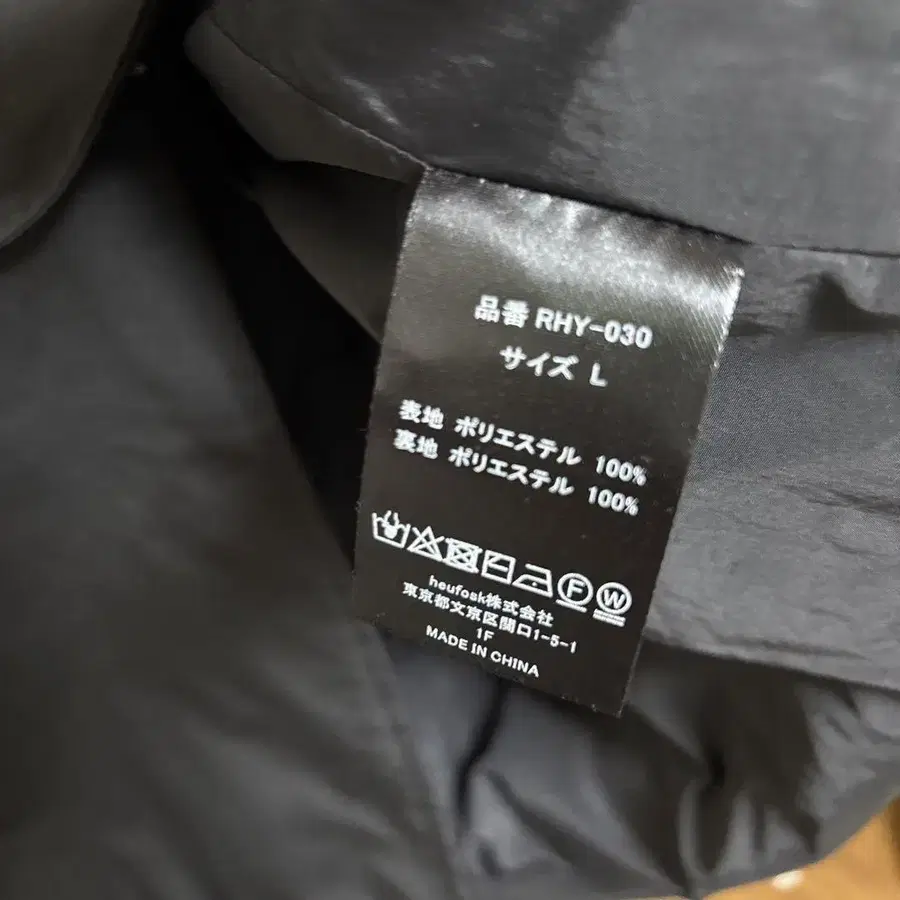 品番 RHY-030
サイズ L
表地 ポリエステル 100%
裏地 ポリエステル 100%
F W
heufosk株式会社
東京都文京区関口1-5-1
1F
MADE IN CHINA